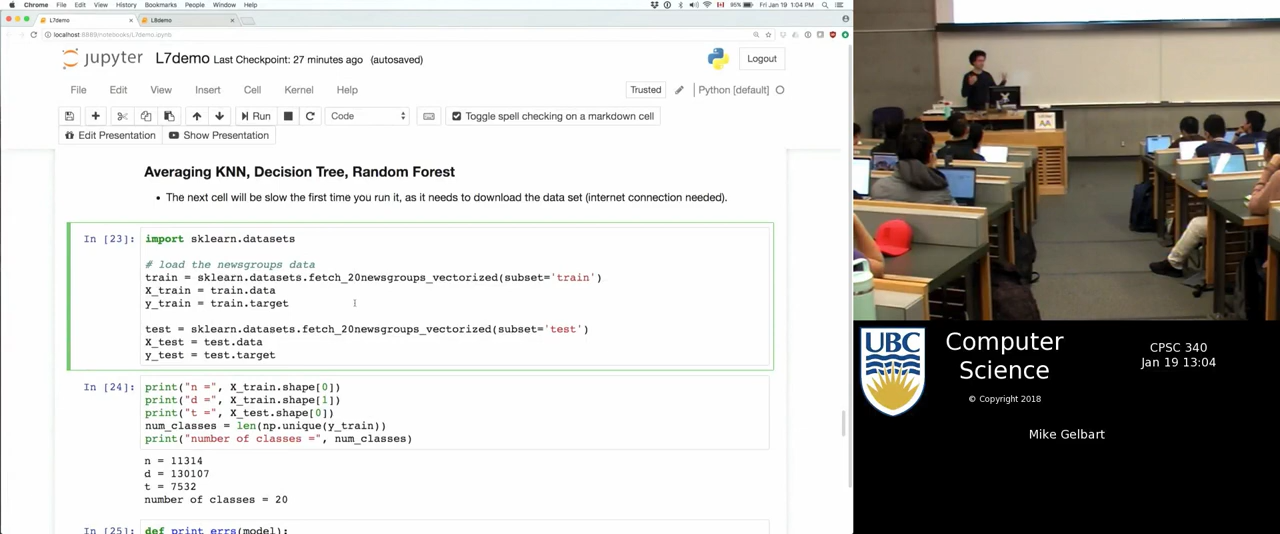 Chrome File Edit View History Bookmarks People Window Help
95% Fri Jan 19 1:04 PM
L7demo
L8demo
localhost:8889/notebooks/L7demo.ipynb
jupyter L7demo Last Checkpoint: 27 minutes ago (autosaved)
Logout
File Edit View Insert Cell Kernel Help
Trusted
Python [default]
Run
Code
Toggle spell checking on a markdown cell
Edit Presentation
Show Presentation
Averaging KNN, Decision Tree, Random Forest
• The next cell will be slow the first time you run it, as it needs to download the data set (internet connection needed).
In [23]: import sklearn.datasets
# load the newsgroups data
train = sklearn.datasets.fetch_20newsgroups_vectorized(subset='train')
X_train = train.data
y_train = train.target
test = sklearn.datasets.fetch_20newsgroups_vectorized(subset='test')
X_test = test.data
y_test = test.target
In [24]: print("n =", X_train.shape[0])
print("d =", X_train.shape[1])
print("t =", X_test.shape[0])
num_classes = len(np.unique(y_train))
print("number of classes =", num_classes)
n = 11314
d = 130107
t = 7532
number of classes = 20
In [25]: def print_errs(model):
UBC
Computer
Science
© Copyright 2018
CPSC 340
Jan 19 13:04
Mike Gelbart